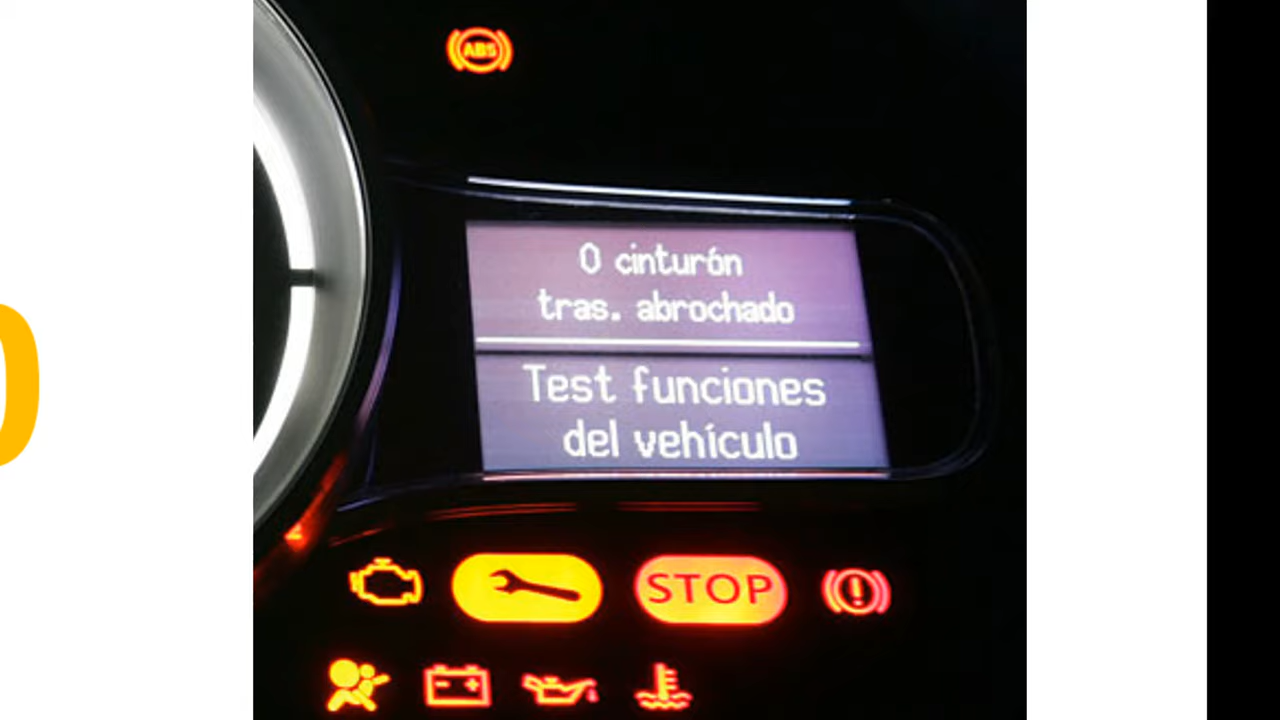 ABS
0 cinturón
tras. abrochado
Test funciones
del vehículo
STOP